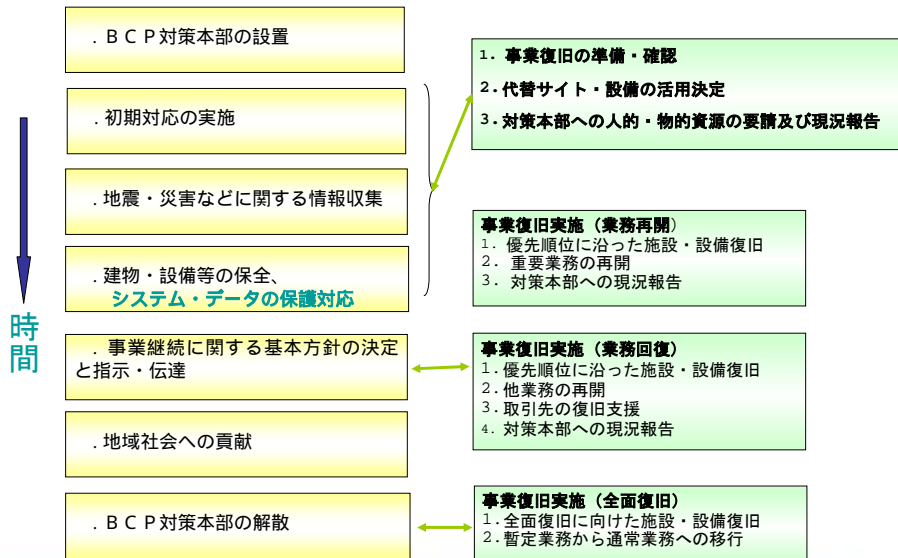 ．ＢＣＰ対策本部の設置
．初期対応の実施
．地震・災害などに関する情報収集
．建物・設備等の保全、
システム・データの保護対応
．事業継続に関する基本方針の決定
と指示・伝達
．地域社会への貢献
．ＢＣＰ対策本部の解散
時
間
1. 事業復旧の準備・確認
2.代替サイト・設備の活用決定
3.対策本部への人的・物的資源の要請及び現況報告
事業復旧実施（業務再開）
1. 優先順位に沿った施設・設備復旧
2. 重要業務の再開
3. 対策本部への現況報告
事業復旧実施（業務回復）
1.優先順位に沿った施設・設備復旧
2.他業務の再開
3.取引先の復旧支援
4. 対策本部への現況報告
事業復旧実施（全面復旧）
1.全面復旧に向けた施設・設備復旧
2.暫定業務から通常業務への移行